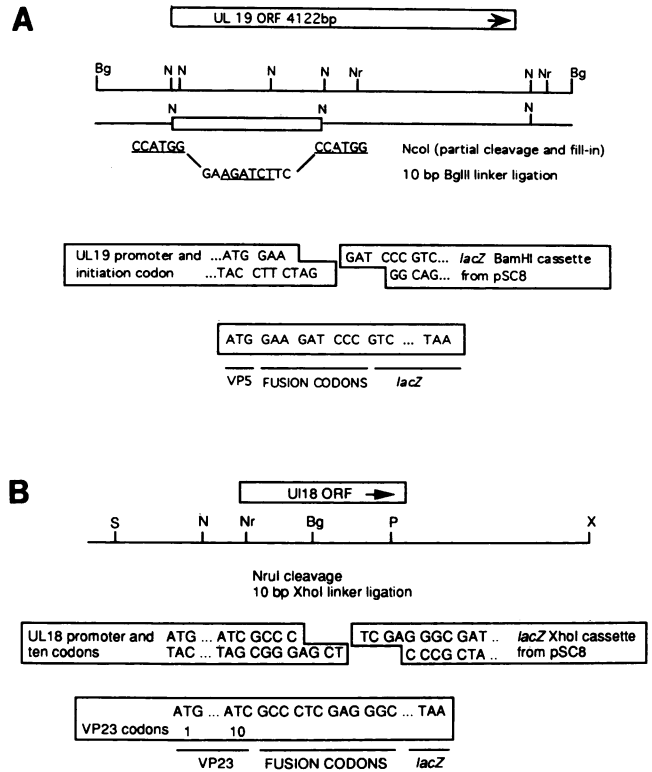 A
UL 19 ORF 4122bp
Bg N N N N Nr N Nr Bg
N N N
CCATGG CCATGG NcoI (partial cleavage and fill-in)
GAAGATCTTC 10 bp BglII linker ligation
UL19 promoter and ...ATG GAA GAT CCC GTC... lacZ BamHI cassette
initiation codon ...TAC CTT CTAG GG CAG... from pSC8
ATG GAA GAT CCC GTC ... TAA
VP5 FUSION CODONS lacZ
B
Ul18 ORF
S N Nr Bg P X
NruI cleavage
10 bp XhoI linker ligation
UL18 promoter and ATG ... ATC GCC C TC GAG GGC GAT .. lacZ XhoI cassette
ten codons TAC ... TAG CGG GAG CT C CCG CTA .. from pSC8
ATG ... ATC GCC CTC GAG GGC ... TAA
VP23 codons 1 10
VP23 FUSION CODONS lacZ